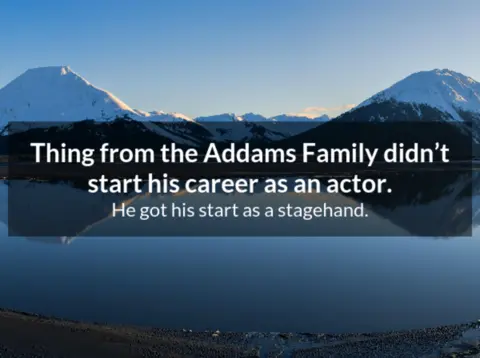 Thing from the Addams Family didn’t
start his career as an actor.
He got his start as a stagehand.